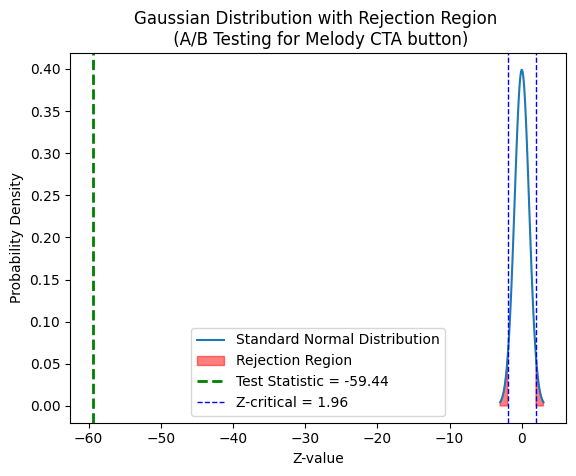 Gaussian Distribution with Rejection Region
(A/B Testing for Melody CTA button)
0.40
0.35
0.30
0.25
0.20
0.15
0.10
0.05
0.00
Probability Density
Standard Normal Distribution
Rejection Region
Test Statistic = -59.44
Z-critical = 1.96
−60 −50 −40 −30 −20 −10 0
Z-value